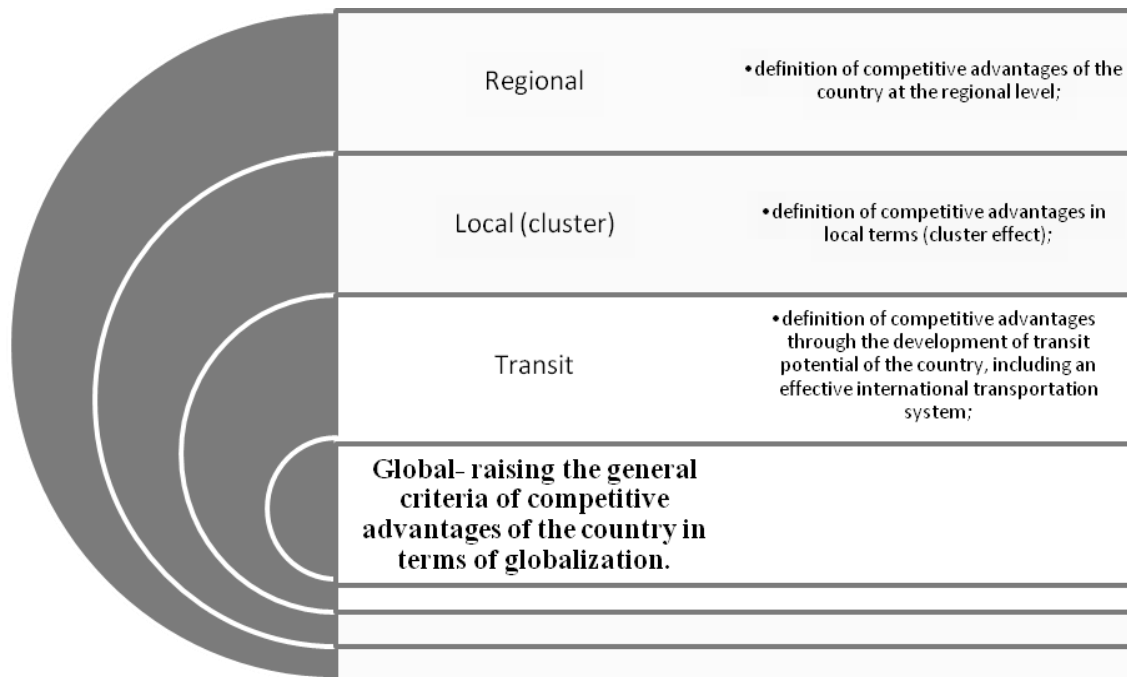 Regional
•definition of competitive advantages of the
country at the regional level;
Local (cluster)
•definition of competitive advantages in
local terms (cluster effect);
Transit
•definition of competitive advantages
through the development of transit
potential of the country, including an
effective international transportation
system;
Global- raising the general
criteria of competitive
advantages of the country in
terms of globalization.